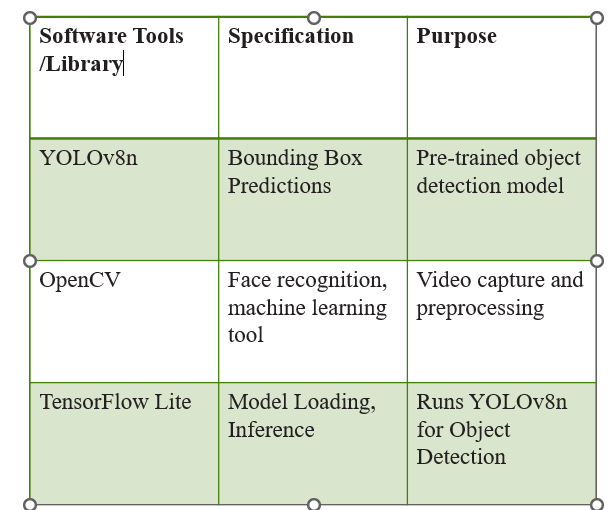 Software Tools
/Library
Specification
Purpose
YOLOv8n
Bounding Box
Predictions
Pre-trained object
detection model
OpenCV
Face recognition,
machine learning
tool
Video capture and
preprocessing
TensorFlow Lite
Model Loading,
Inference
Runs YOLOv8n
for Object
Detection